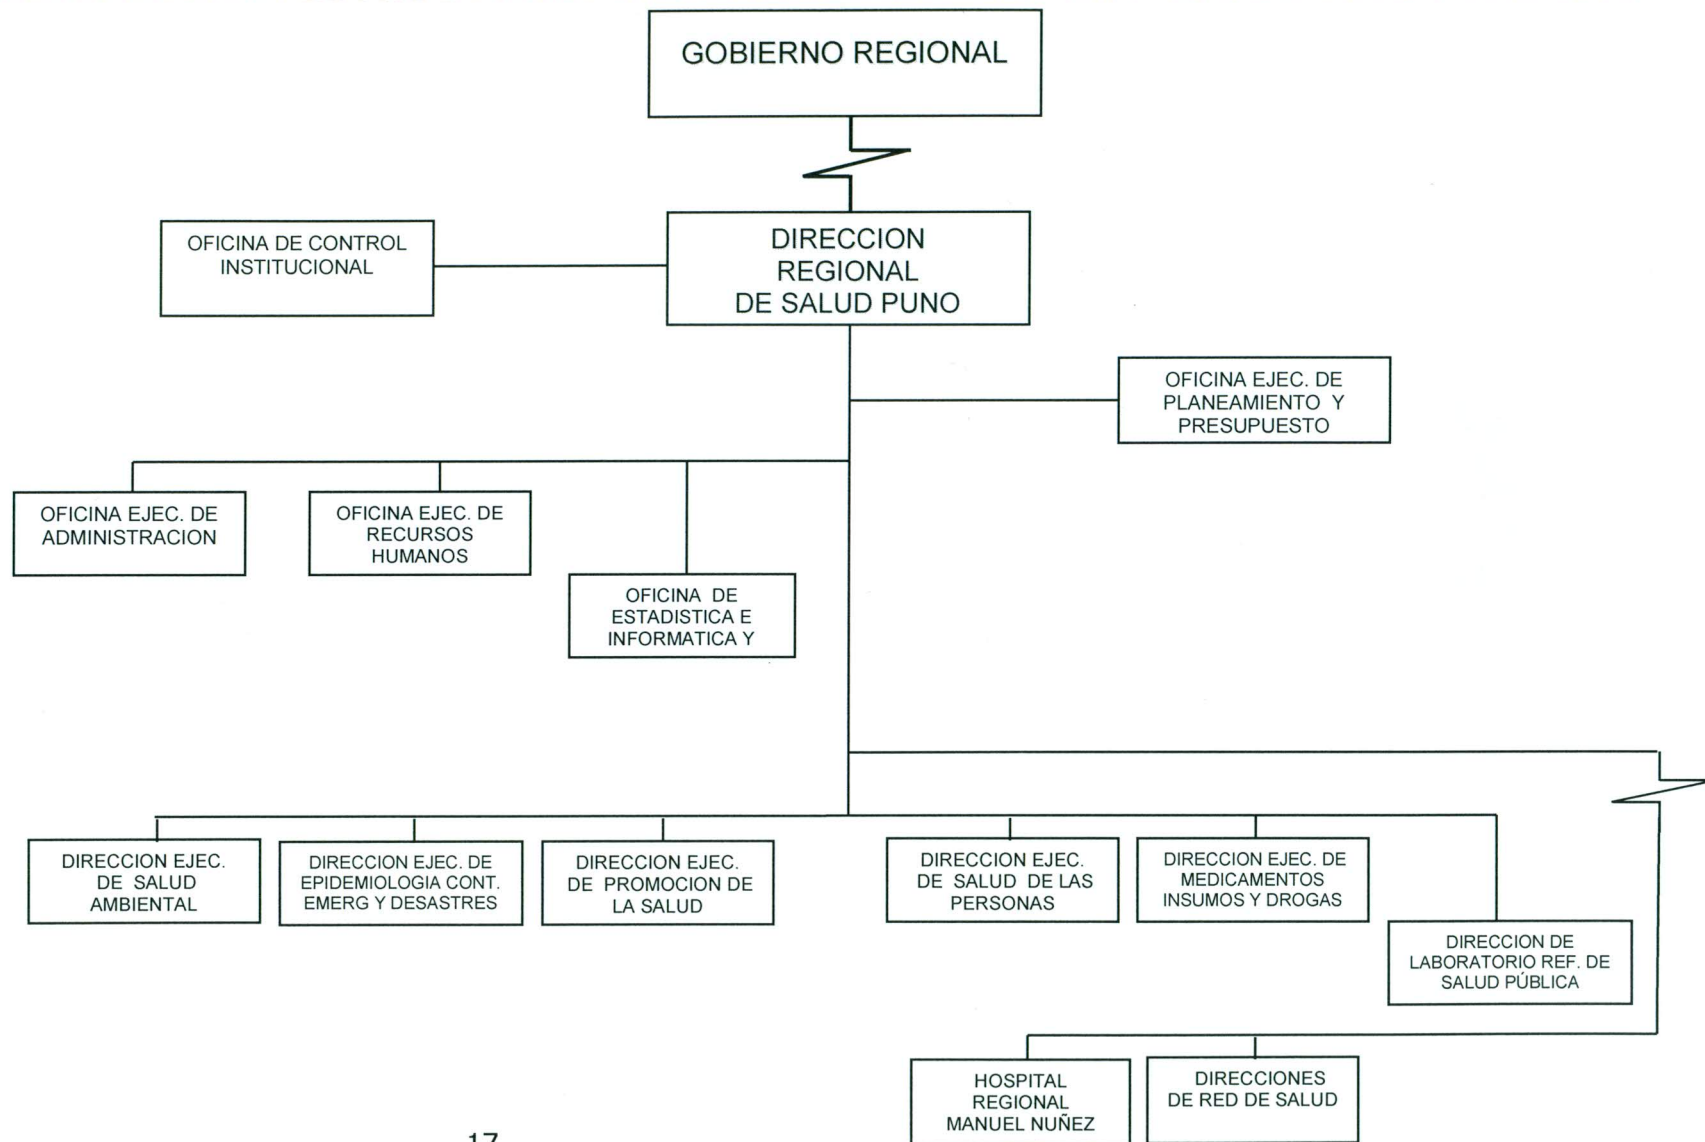 GOBIERNO REGIONAL
OFICINA DE CONTROL
INSTITUCIONAL
DIRECCION
REGIONAL
DE SALUD PUNO
OFICINA EJEC. DE
PLANEAMIENTO Y
PRESUPUESTO
OFICINA EJEC. DE
ADMINISTRACION
OFICINA EJEC. DE
RECURSOS
HUMANOS
OFICINA DE
ESTADISTICA E
INFORMATICA Y
DIRECCION EJEC.
DE SALUD
AMBIENTAL
DIRECCION EJEC. DE
EPIDEMIOLOGIA CONT.
EMERG Y DESASTRES
DIRECCION EJEC.
DE PROMOCION DE
LA SALUD
DIRECCION EJEC.
DE SALUD DE LAS
PERSONAS
DIRECCION EJEC. DE
MEDICAMENTOS
INSUMOS Y DROGAS
DIRECCION DE
LABORATORIO REF. DE
SALUD PÚBLICA
HOSPITAL
REGIONAL
MANUEL NUÑEZ
DIRECCIONES
DE RED DE SALUD
17